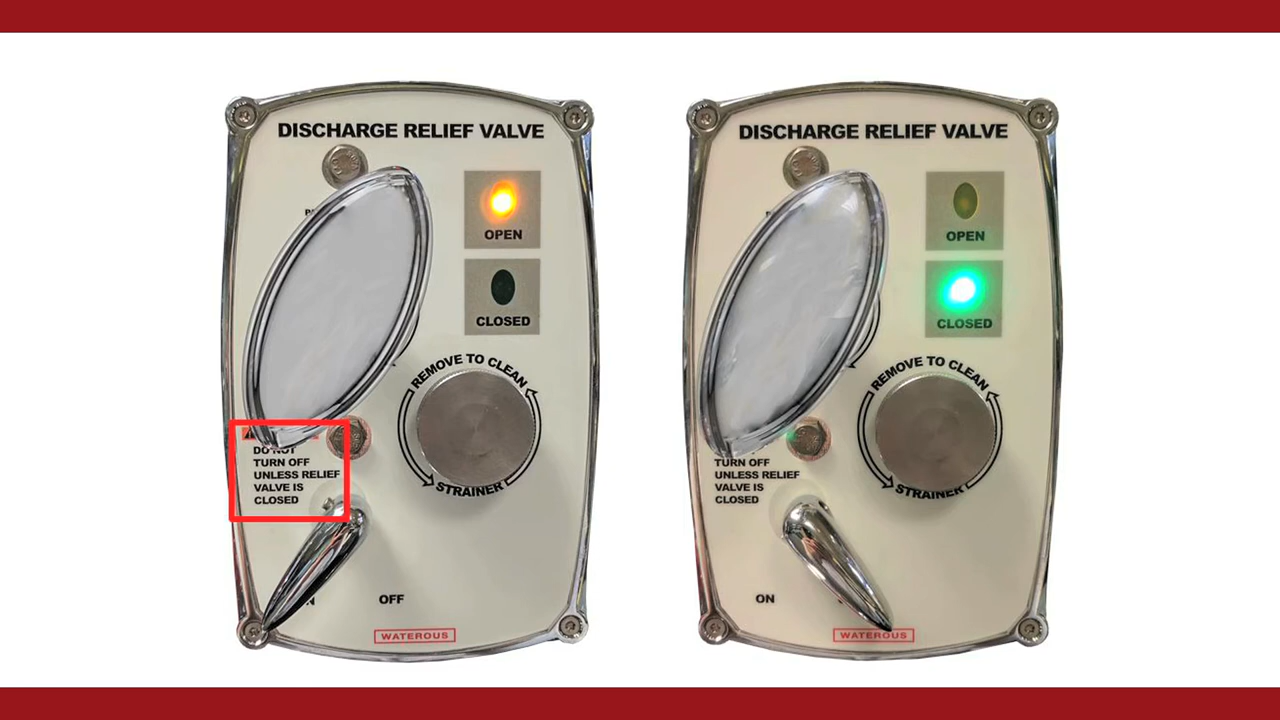 DISCHARGE RELIEF VALVE
OPEN
CLOSED
REMOVE TO CLEAN
STRAINER
DO NOT
TURN OFF
UNLESS RELIEF
VALVE IS
CLOSED
OFF
WATEROUS
DISCHARGE RELIEF VALVE
OPEN
CLOSED
REMOVE TO CLEAN
STRAINER
TURN OFF
UNLESS RELIEF
VALVE IS
CLOSED
ON
WATEROUS